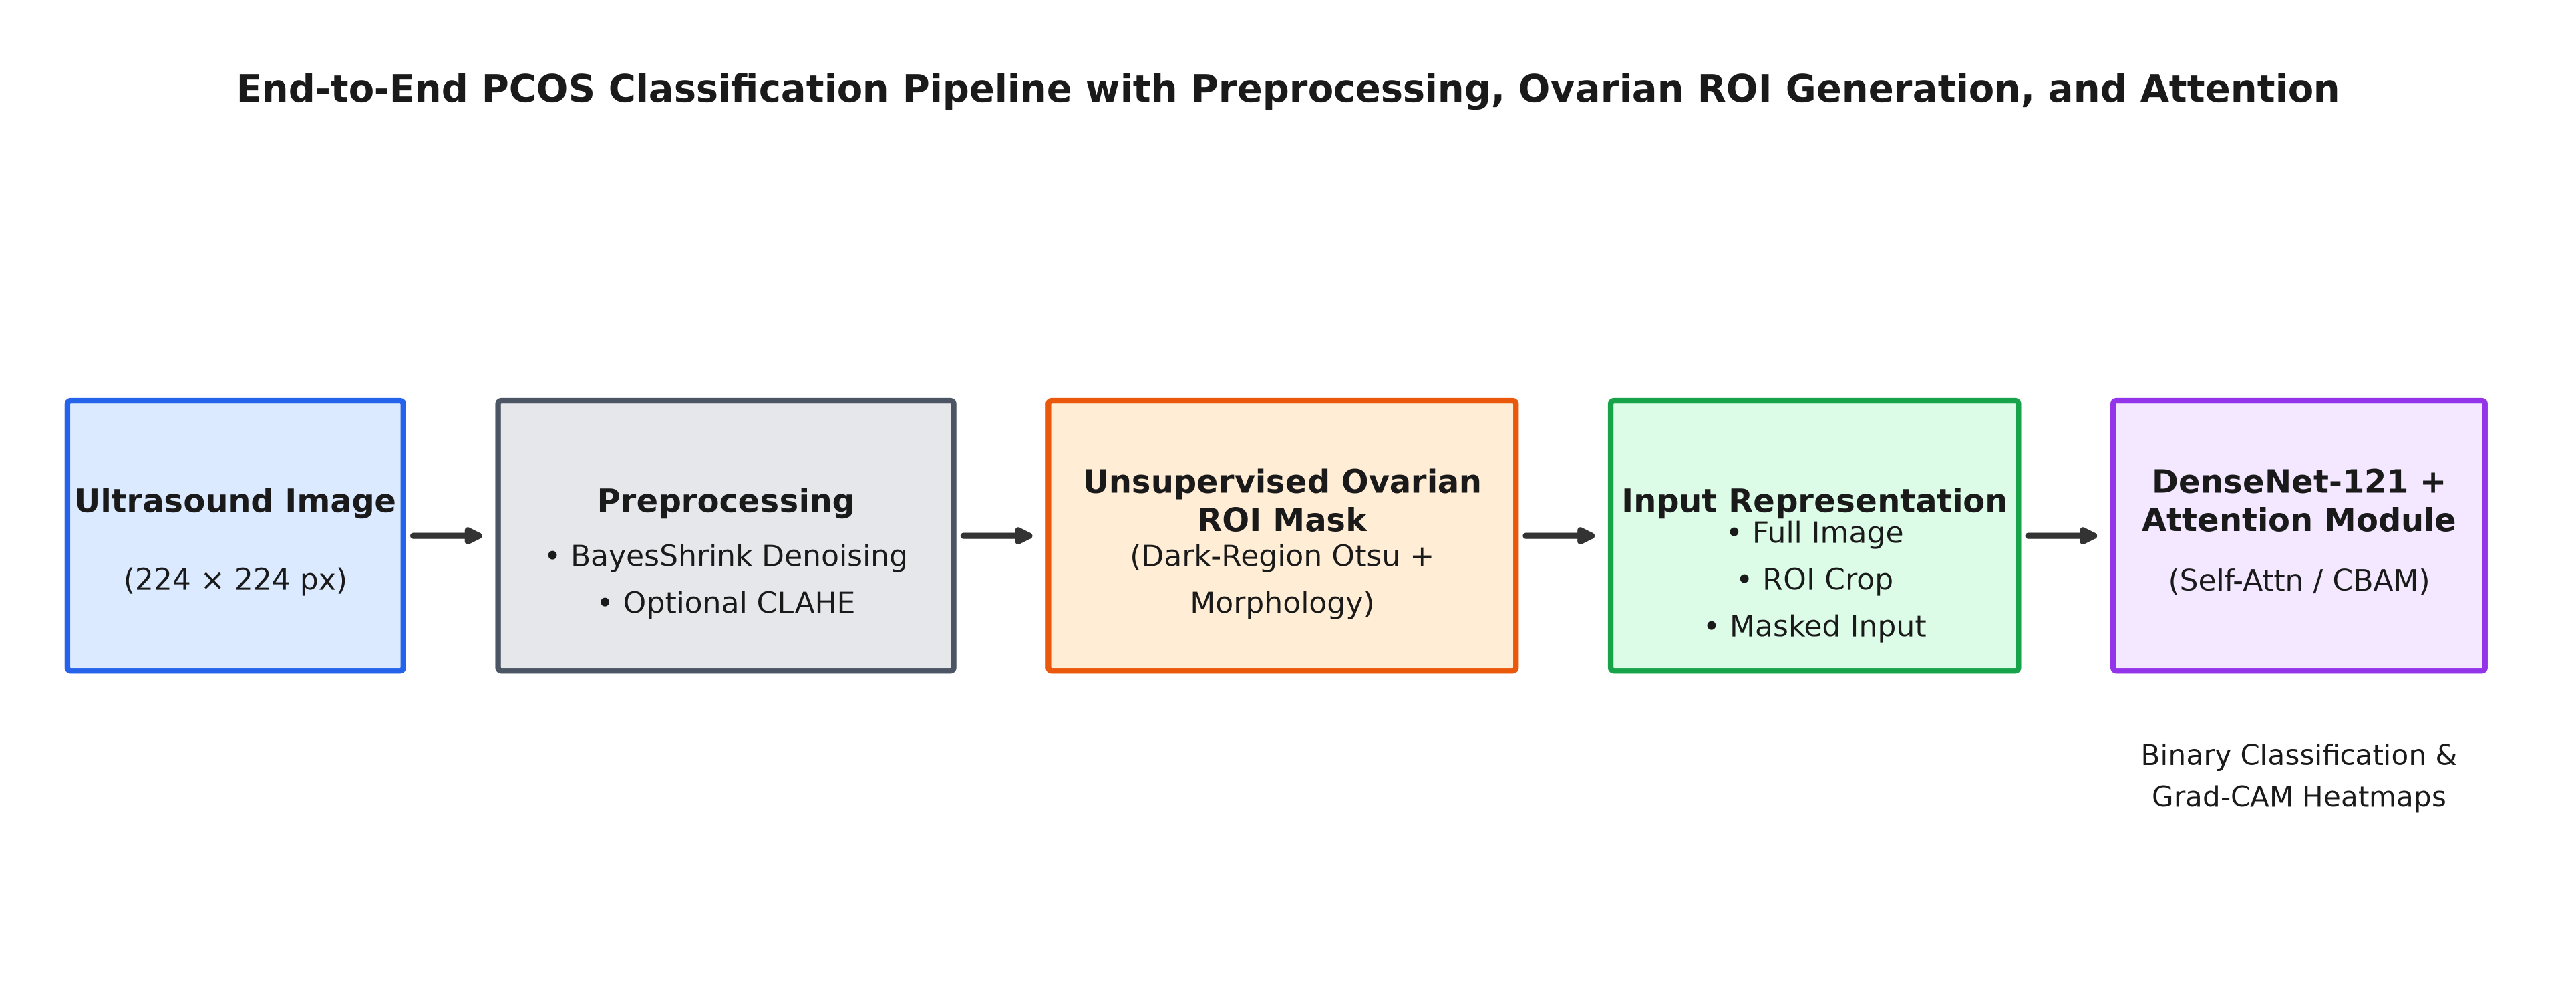 End-to-End PCOS Classification Pipeline with Preprocessing, Ovarian ROI Generation, and Attention
Ultrasound Image
(224 × 224 px)
Preprocessing
• BayesShrink Denoising
• Optional CLAHE
Unsupervised Ovarian
ROI Mask
(Dark-Region Otsu +
Morphology)
Input Representation
• Full Image
• ROI Crop
• Masked Input
DenseNet-121 +
Attention Module
(Self-Attn / CBAM)
Binary Classification &
Grad-CAM Heatmaps